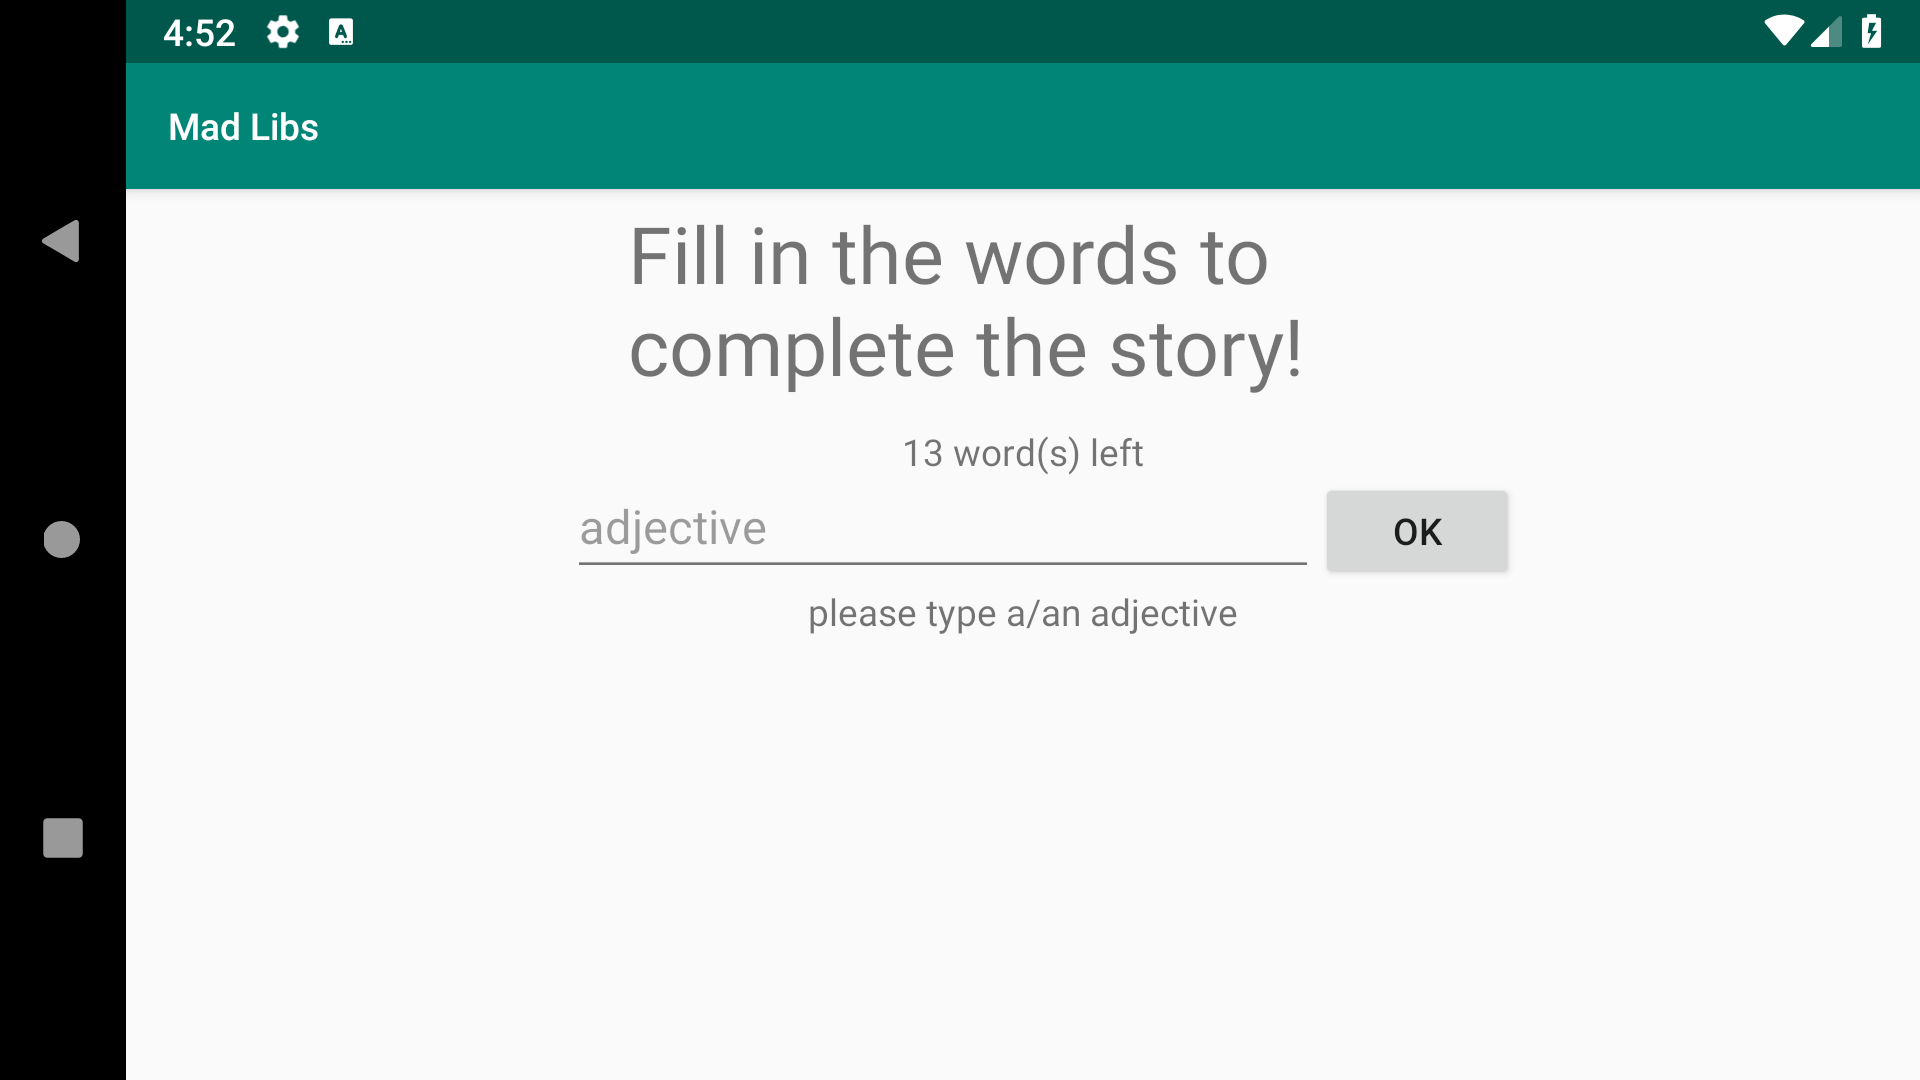 4:52
Mad Libs
Fill in the words to
complete the story!
13 word(s) left
adjective
OK
please type a/an adjective